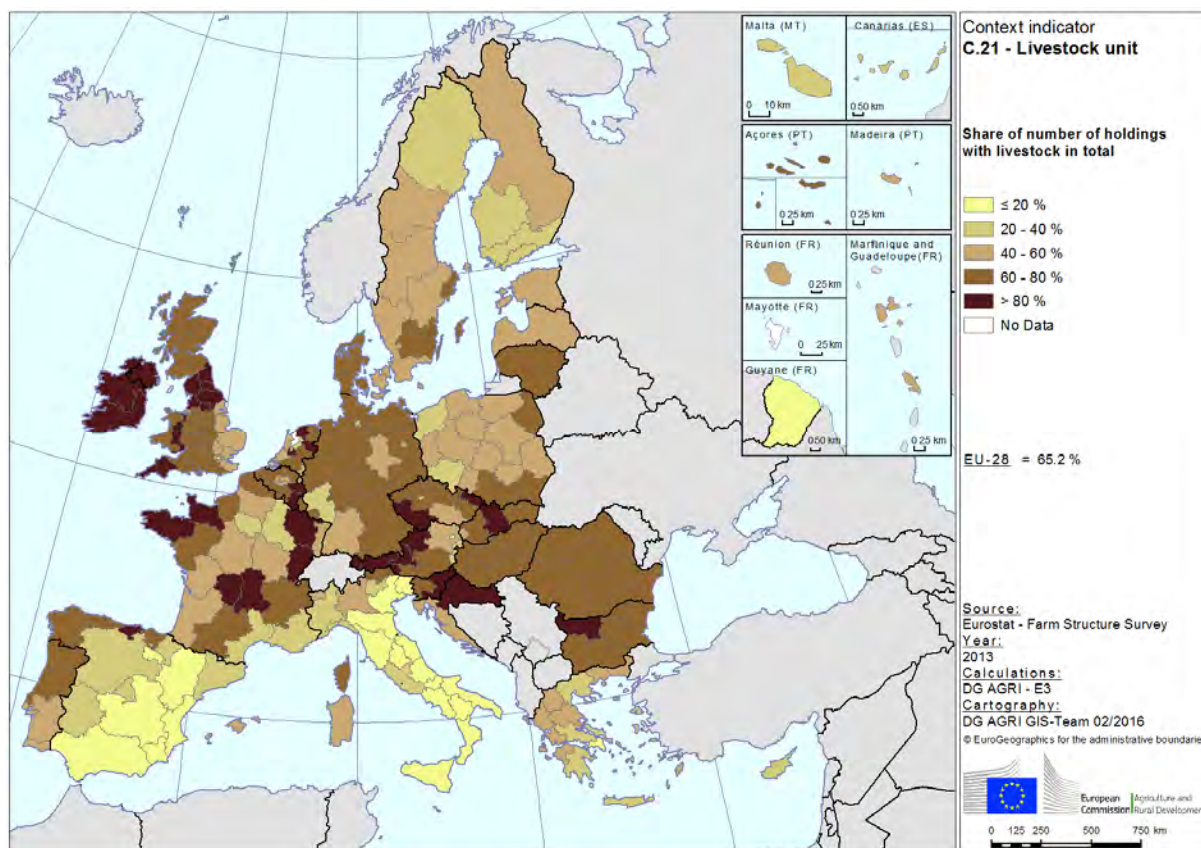 Malta (MT)
0 10 km
Canarias (ES)
0 50 km
Açores (PT)
0 25 km
Madeira (PT)
0 25 km
Réunion (FR)
0 25 km
Martinique and
Guadeloupe(FR)
0 25 km
Mayotte (FR)
0 25 km
Guyane (FR)
0 50 km
Context indicator
C.21 - Livestock unit
Share of number of holdings
with livestock in total
≤ 20 %
20 - 40 %
40 - 60 %
60 - 80 %
> 80 %
No Data
EU-28 = 65.2 %
Source:
Eurostat - Farm Structure Survey
Year:
2013
Calculations:
DG AGRI - E3
Cartography:
DG AGRI GIS-Team 02/2016
© EuroGeographics for the administrative boundarie
European
Commission
Agriculture and
Rural Developmen
0 125 250 500 750 km